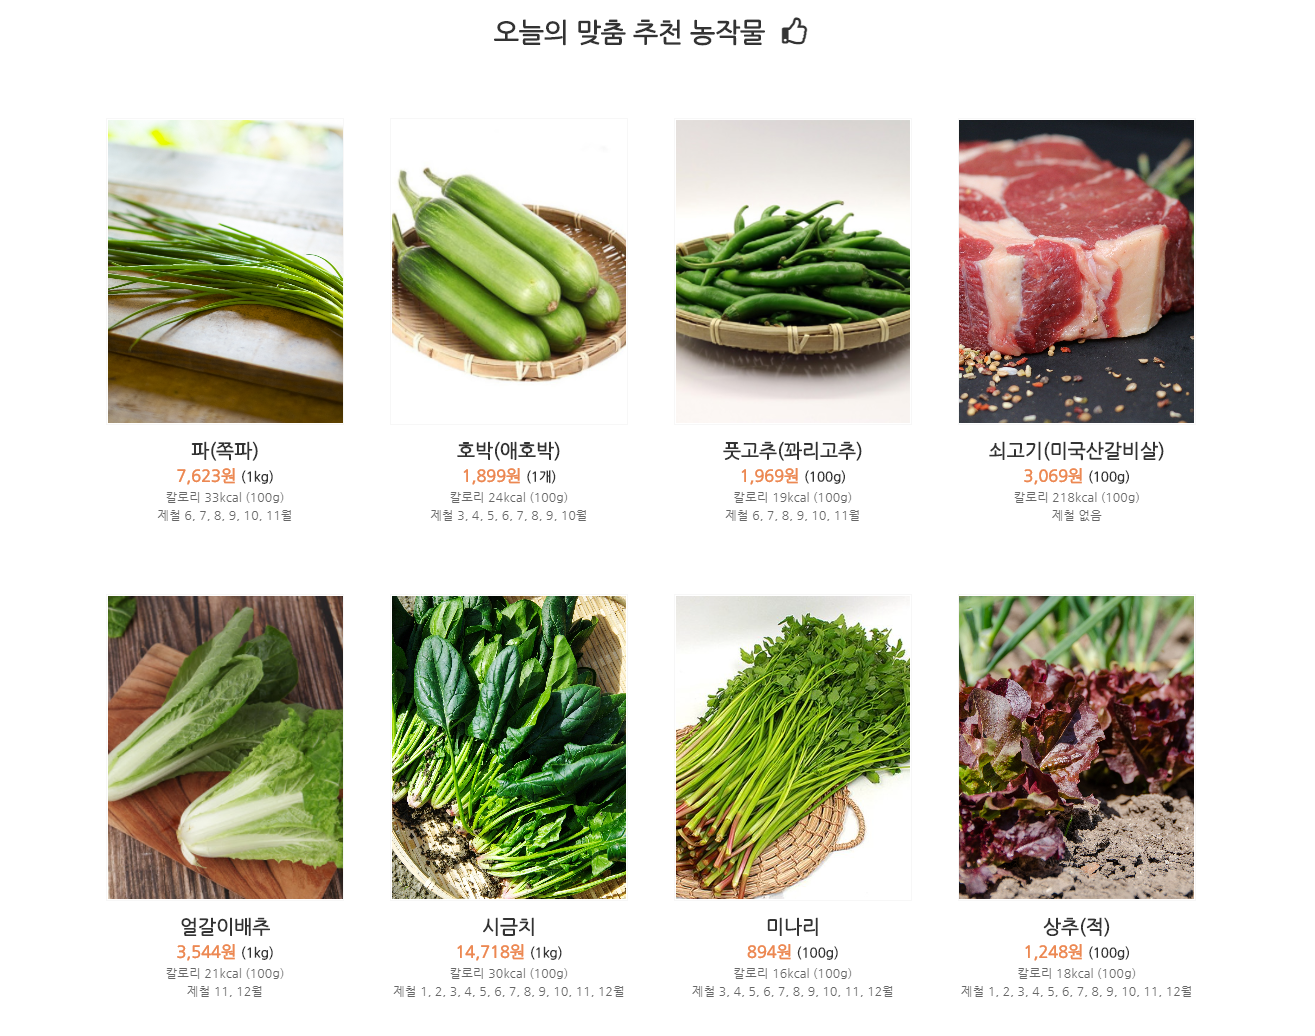 오늘의 맞춤 추천 농작물
파(쪽파)
7,623원 (1kg)
칼로리 33kcal (100g)
제철 6, 7, 8, 9, 10, 11월
호박(애호박)
1,899원 (1개)
칼로리 24kcal (100g)
제철 3, 4, 5, 6, 7, 8, 9, 10월
풋고추(꽈리고추)
1,969원 (100g)
칼로리 19kcal (100g)
제철 6, 7, 8, 9, 10, 11월
쇠고기(미국산갈비살)
3,069원 (100g)
칼로리 218kcal (100g)
제철 없음
얼갈이배추
3,544원 (1kg)
칼로리 21kcal (100g)
제철 11, 12월
시금치
14,718원 (1kg)
칼로리 30kcal (100g)
제철 1, 2, 3, 4, 5, 6, 7, 8, 9, 10, 11, 12월
미나리
894원 (100g)
칼로리 16kcal (100g)
제철 3, 4, 5, 6, 7, 8, 9, 10, 11, 12월
상추(적)
1,248원 (100g)
칼로리 18kcal (100g)
제철 1, 2, 3, 4, 5, 6, 7, 8, 9, 10, 11, 12월